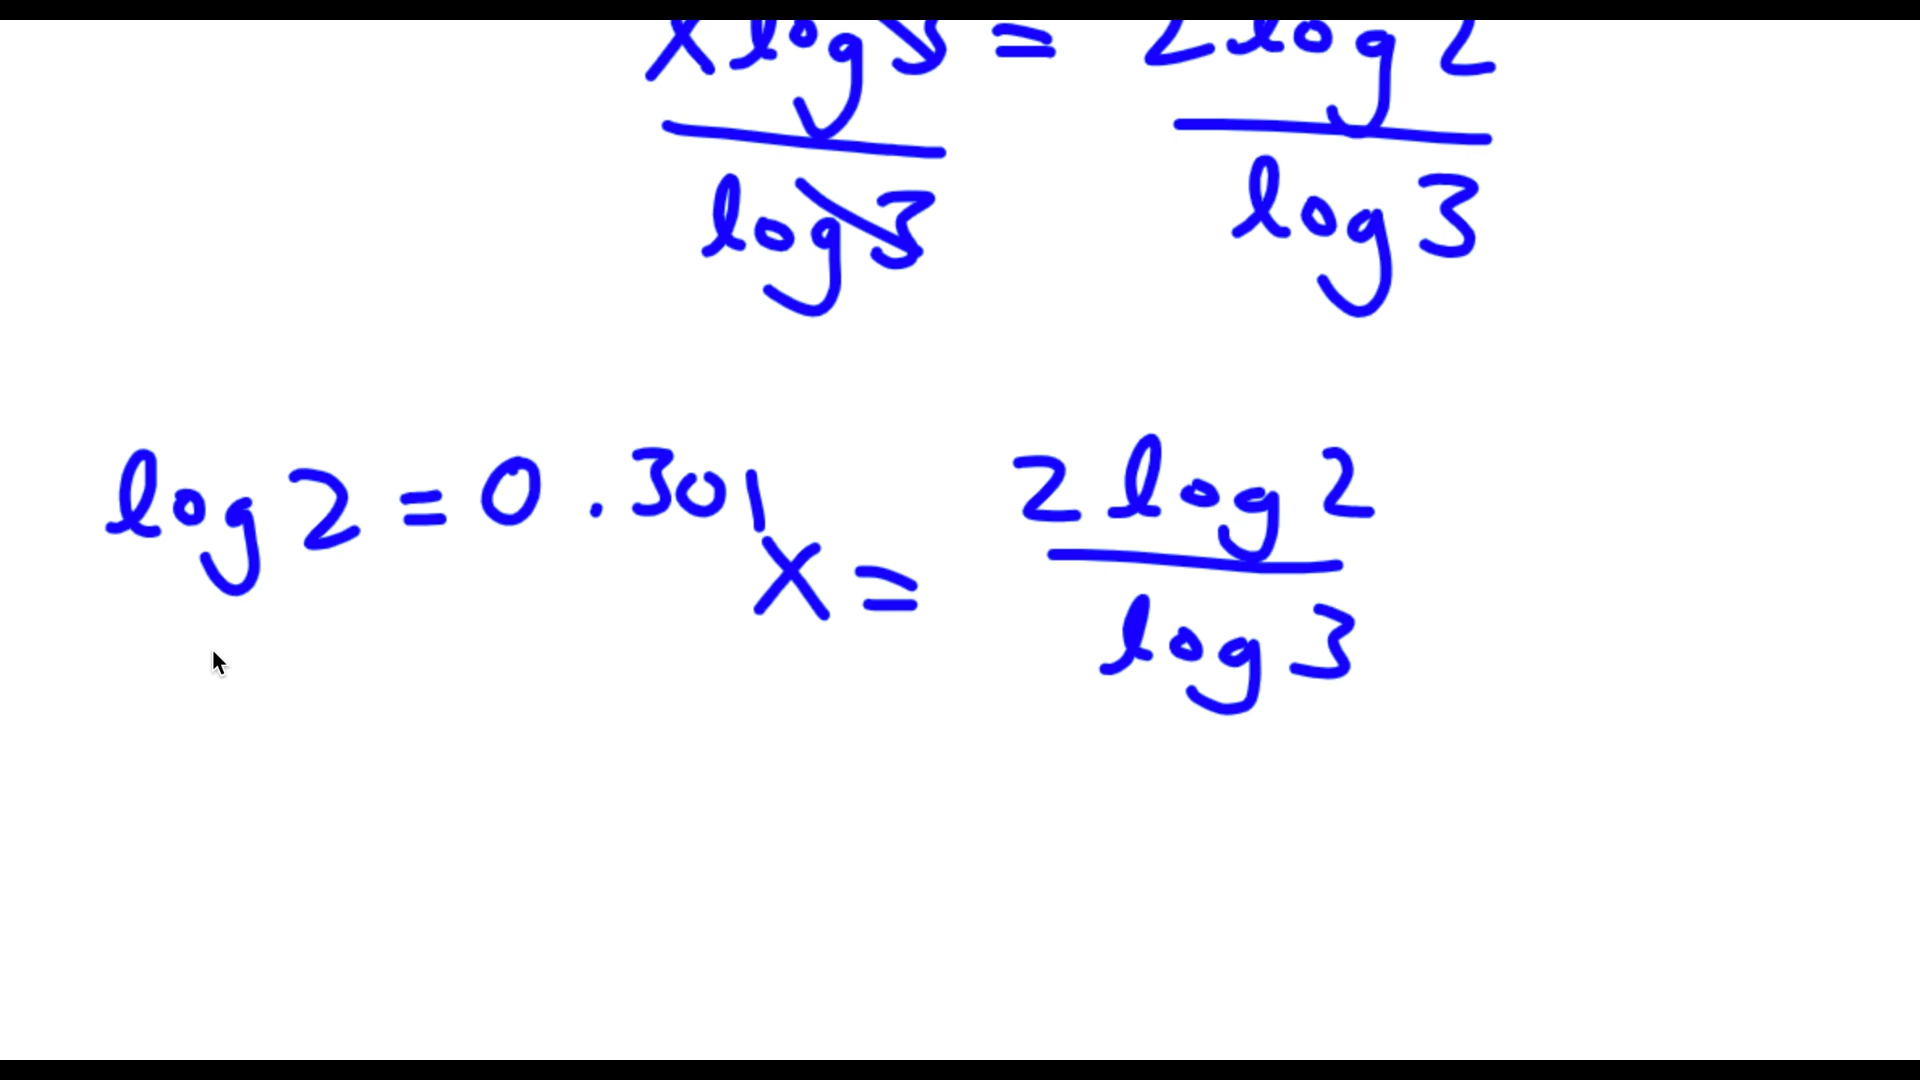 x log 3 = 2 log 2
log 3 log 3
log 2 = 0.301
x = 2 log 2
log 3